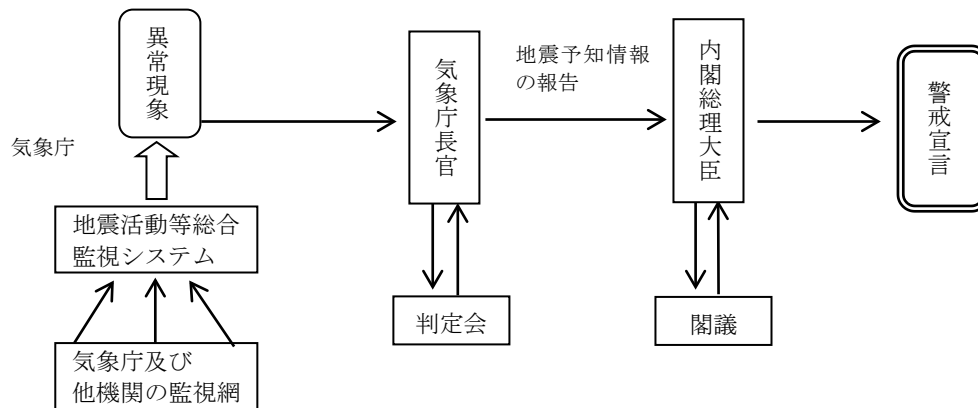 異常現象
気象庁長官
地震予知情報
の報告
内閣総理大臣
警戒宣言
気象庁
地震活動等総合
監視システム
判定会
閣議
気象庁及び
他機関の監視網